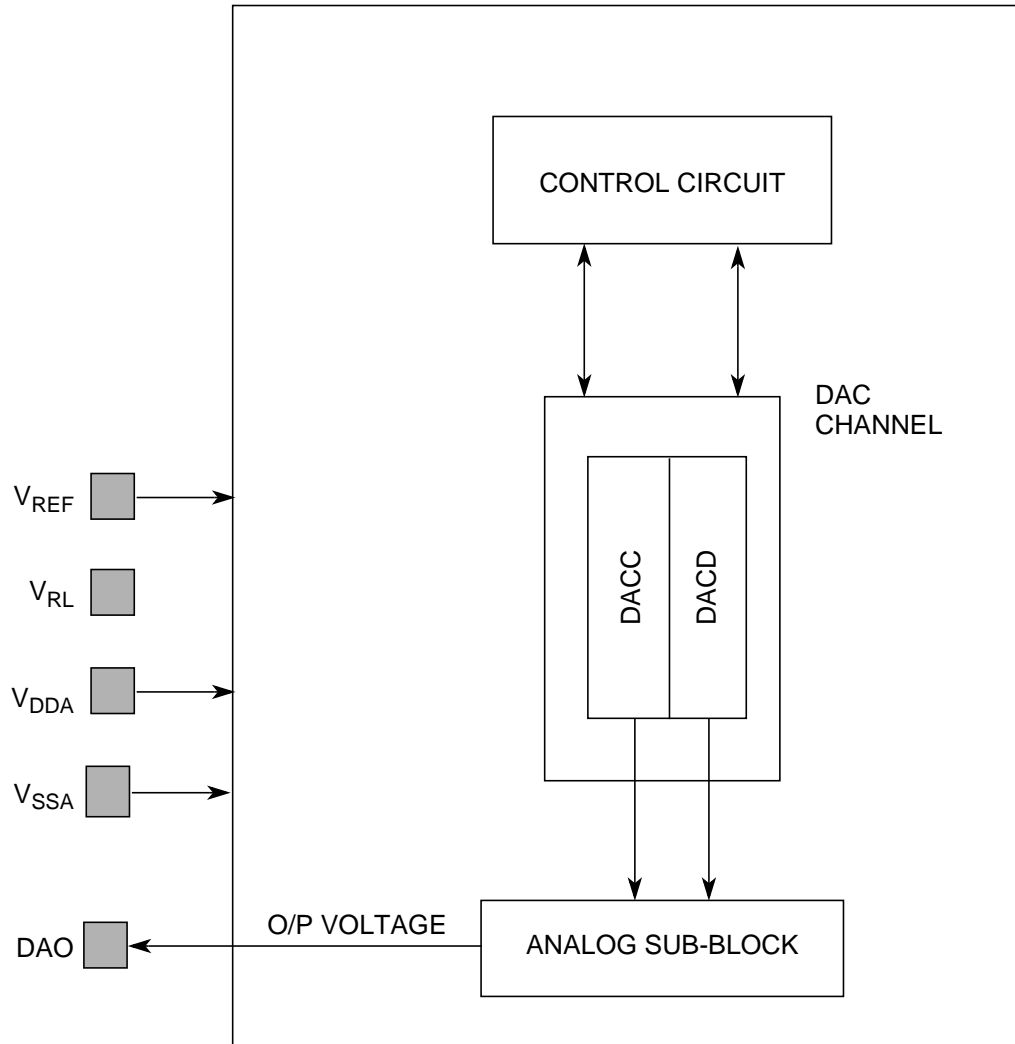 CONTROL CIRCUIT
DAC
CHANNEL
VREF
VRL
VDDA
VSSA
DACC
DACD
DAO
O/P VOLTAGE
ANALOG SUB-BLOCK